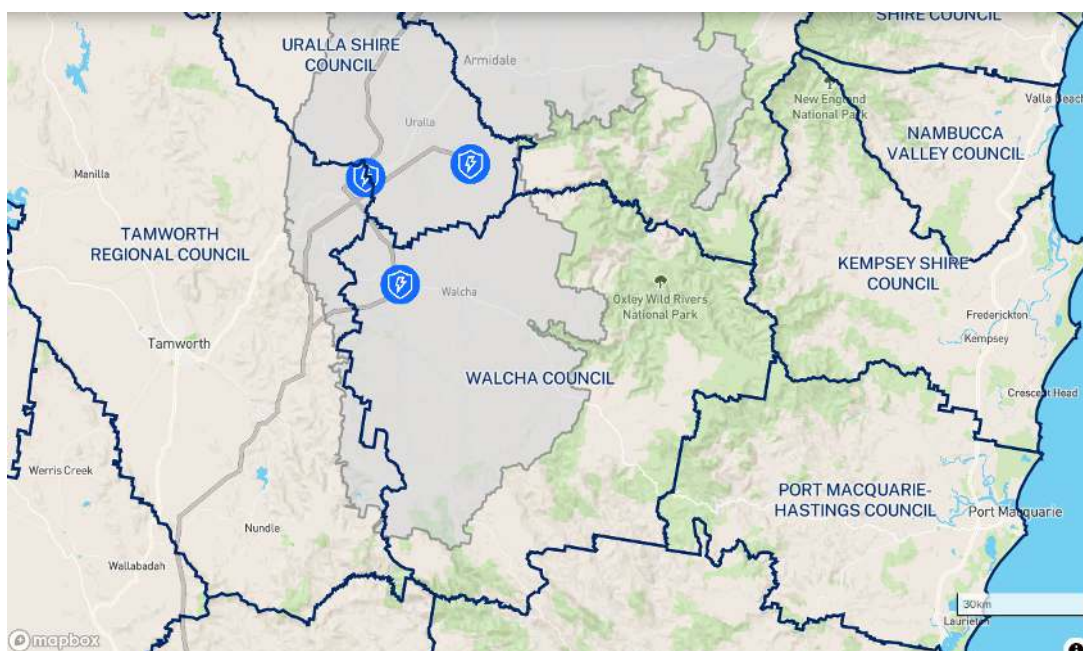 SHIRE COUNCIL
URALLA SHIRE
COUNCIL
Armidale
New England
National Park
Valla Beach
Uralla
NAMBUCCA
VALLEY COUNCIL
Manilla
TAMWORTH
REGIONAL COUNCIL
KEMPSEY SHIRE
COUNCIL
Walcha
Oxley Wild Rivers
National Park
Frederickton
Kempsey
Tamworth
WALCHA COUNCIL
Crescent Head
Werris Creek
PORT MACQUARIE-
HASTINGS COUNCIL
Port Macquarie
Nundle
Wallabadah
30km
Laurieton
mapbox